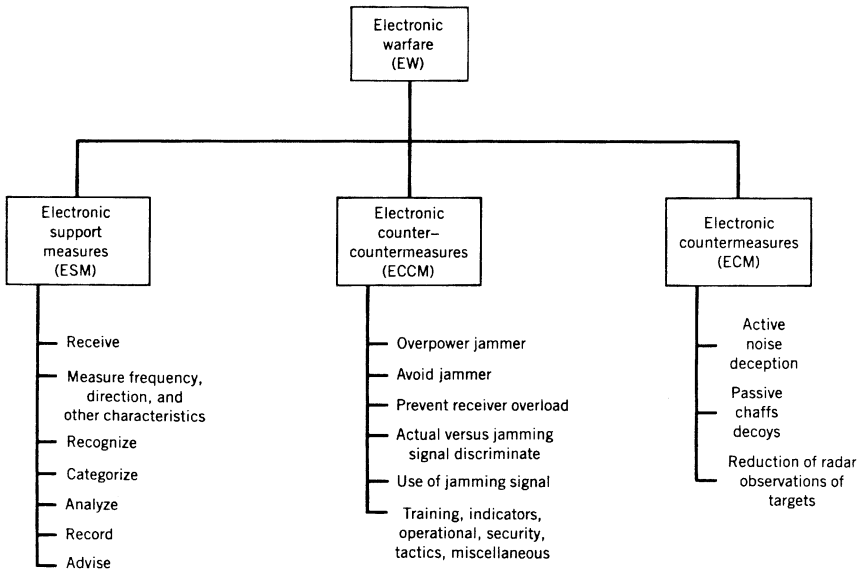 Electronic
warfare
(EW)
Electronic
support
measures
(ESM)
Receive
Measure frequency,
direction, and
other characteristics
Recognize
Categorize
Analyze
Record
Advise
Electronic
counter–
countermeasures
(ECCM)
Overpower jammer
Avoid jammer
Prevent receiver overload
Actual versus jamming
signal discriminate
Use of jamming signal
Training, indicators,
operational, security,
tactics, miscellaneous
Electronic
countermeasures
(ECM)
Active
noise
deception
Passive
chaffs
decoys
Reduction of radar
observations of
targets